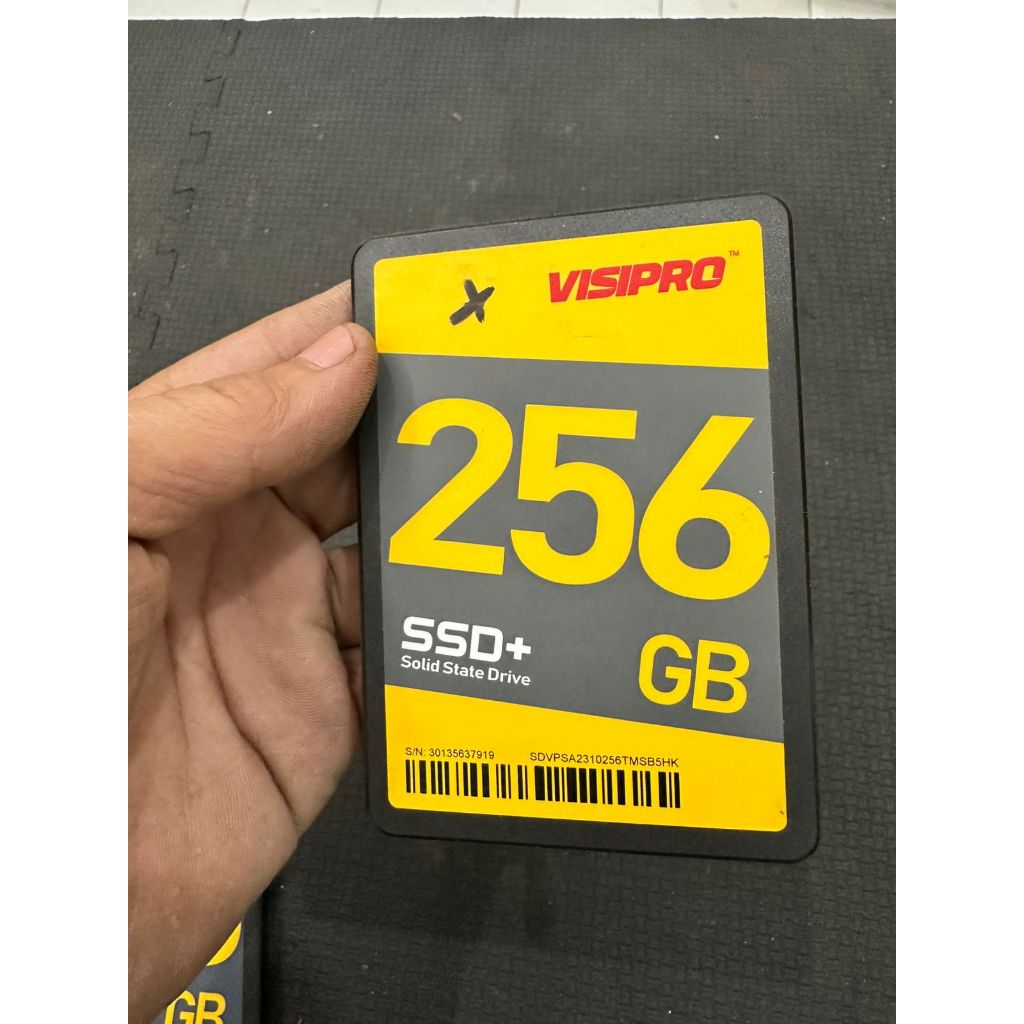 VISIPRO™
X
256
SSD+
Solid State Drive
GB
S/N: 30135637919 SDVPSA2310256TMSB5HK
GB